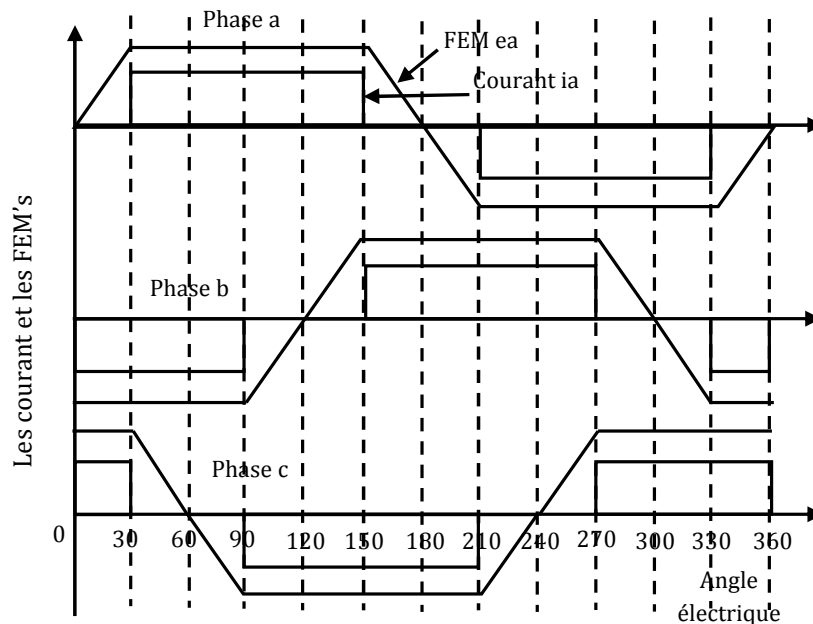 Phase a
FEM ea
Courant ia
Les courant et les FEM's
Phase b
Phase c
0 30 60 90 120 150 180 210 240 270 300 330 360
Angle
électrique